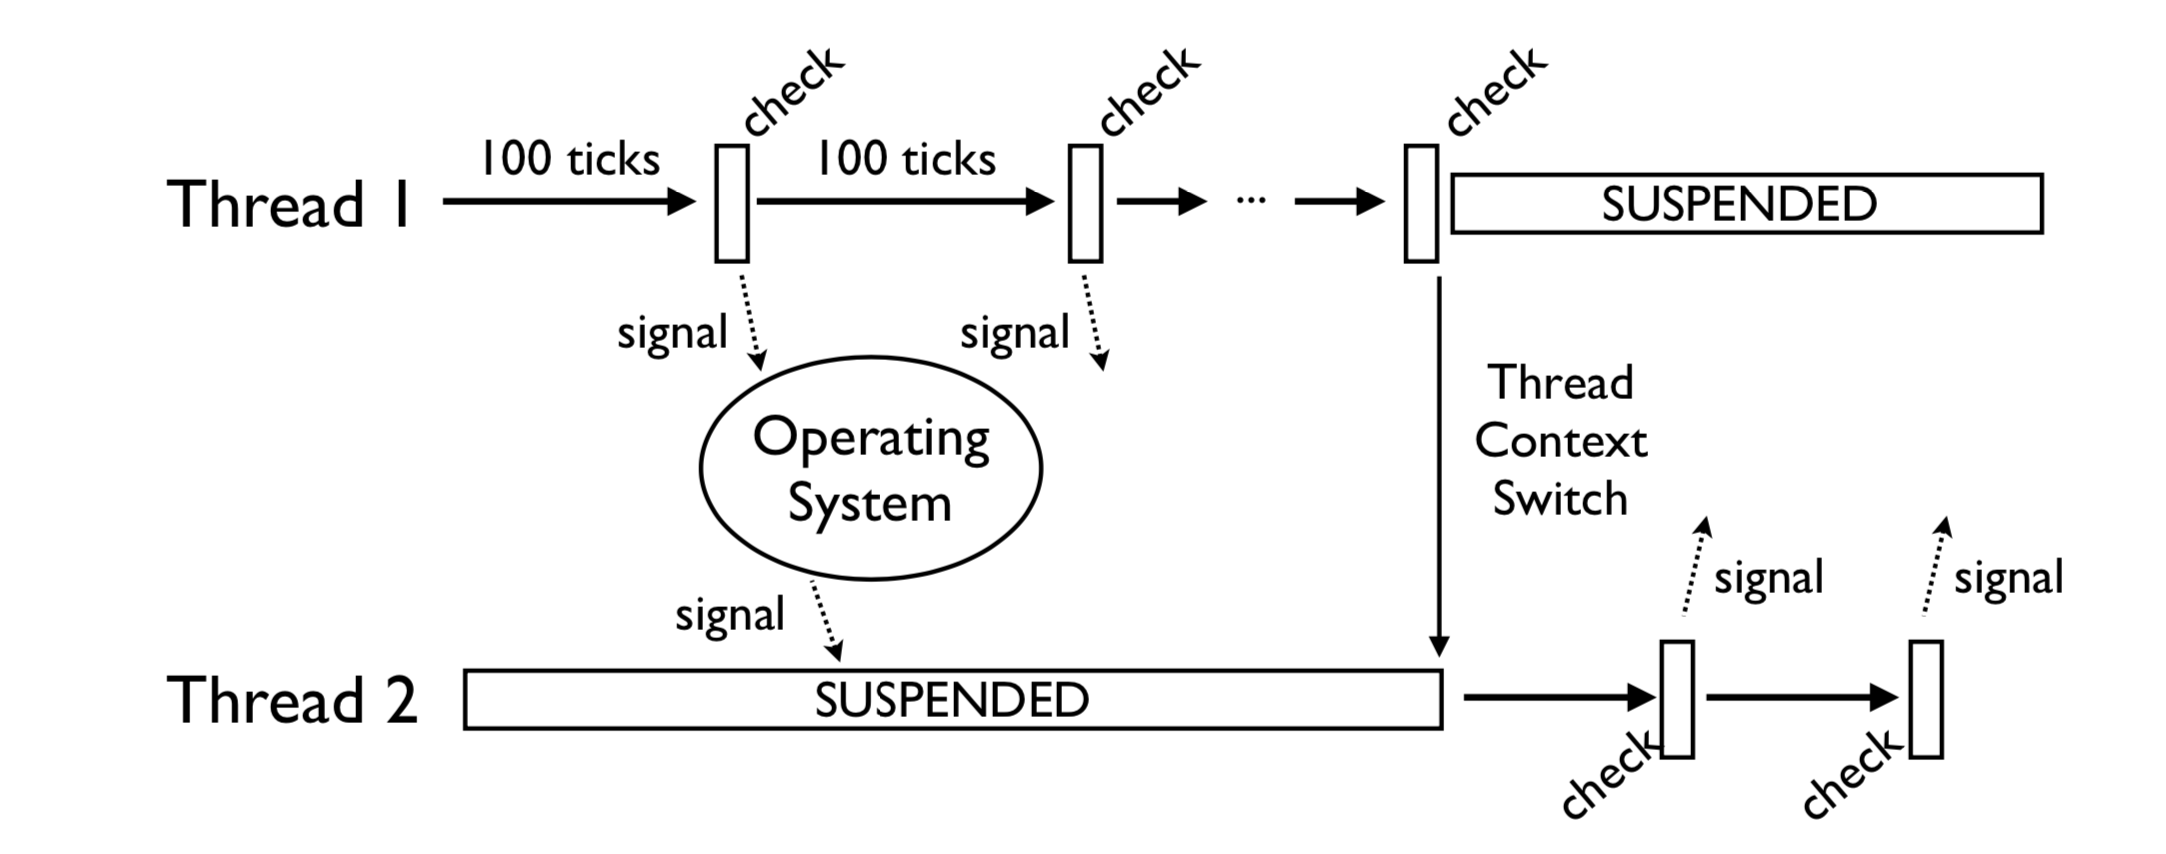 check
check
check
100 ticks
100 ticks
Thread 1
...
SUSPENDED
signal
signal
Thread
Context
Switch
Operating
System
signal
signal
signal
Thread 2
SUSPENDED
check
check